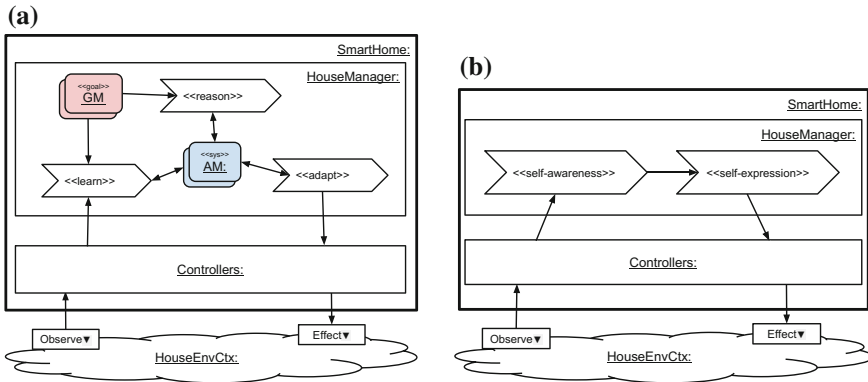 (a)
SmartHome:
HouseManager:
<<goal>>
GM
<<reason>>
<<sys>>
AM:
<<learn>>
<<adapt>>
Controllers:
Observe▼
Effect▼
HouseEnvCtx:
(b)
SmartHome:
HouseManager:
<<self-awareness>>
<<self-expression>>
Controllers:
Observe▼
Effect▼
HouseEnvCtx: